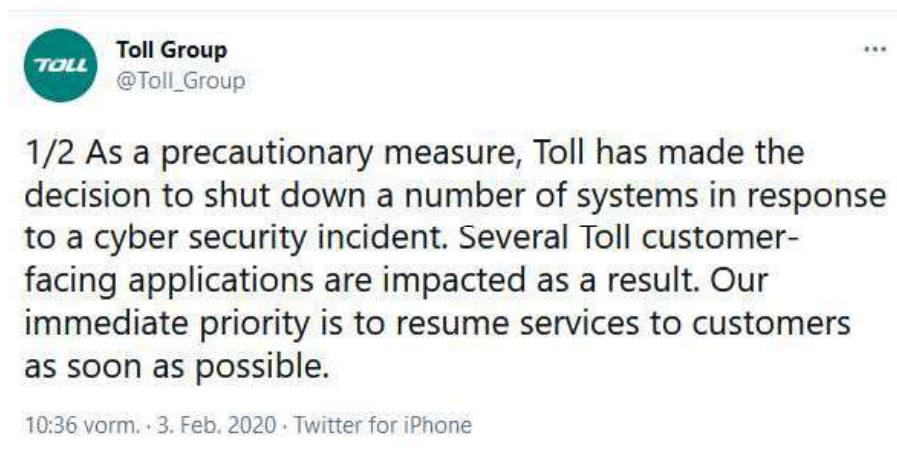 TOLL
Toll Group
@Toll_Group
1/2 As a precautionary measure, Toll has made the
decision to shut down a number of systems in response
to a cyber security incident. Several Toll customer-
facing applications are impacted as a result. Our
immediate priority is to resume services to customers
as soon as possible.
10:36 vorm. · 3. Feb. 2020 · Twitter for iPhone